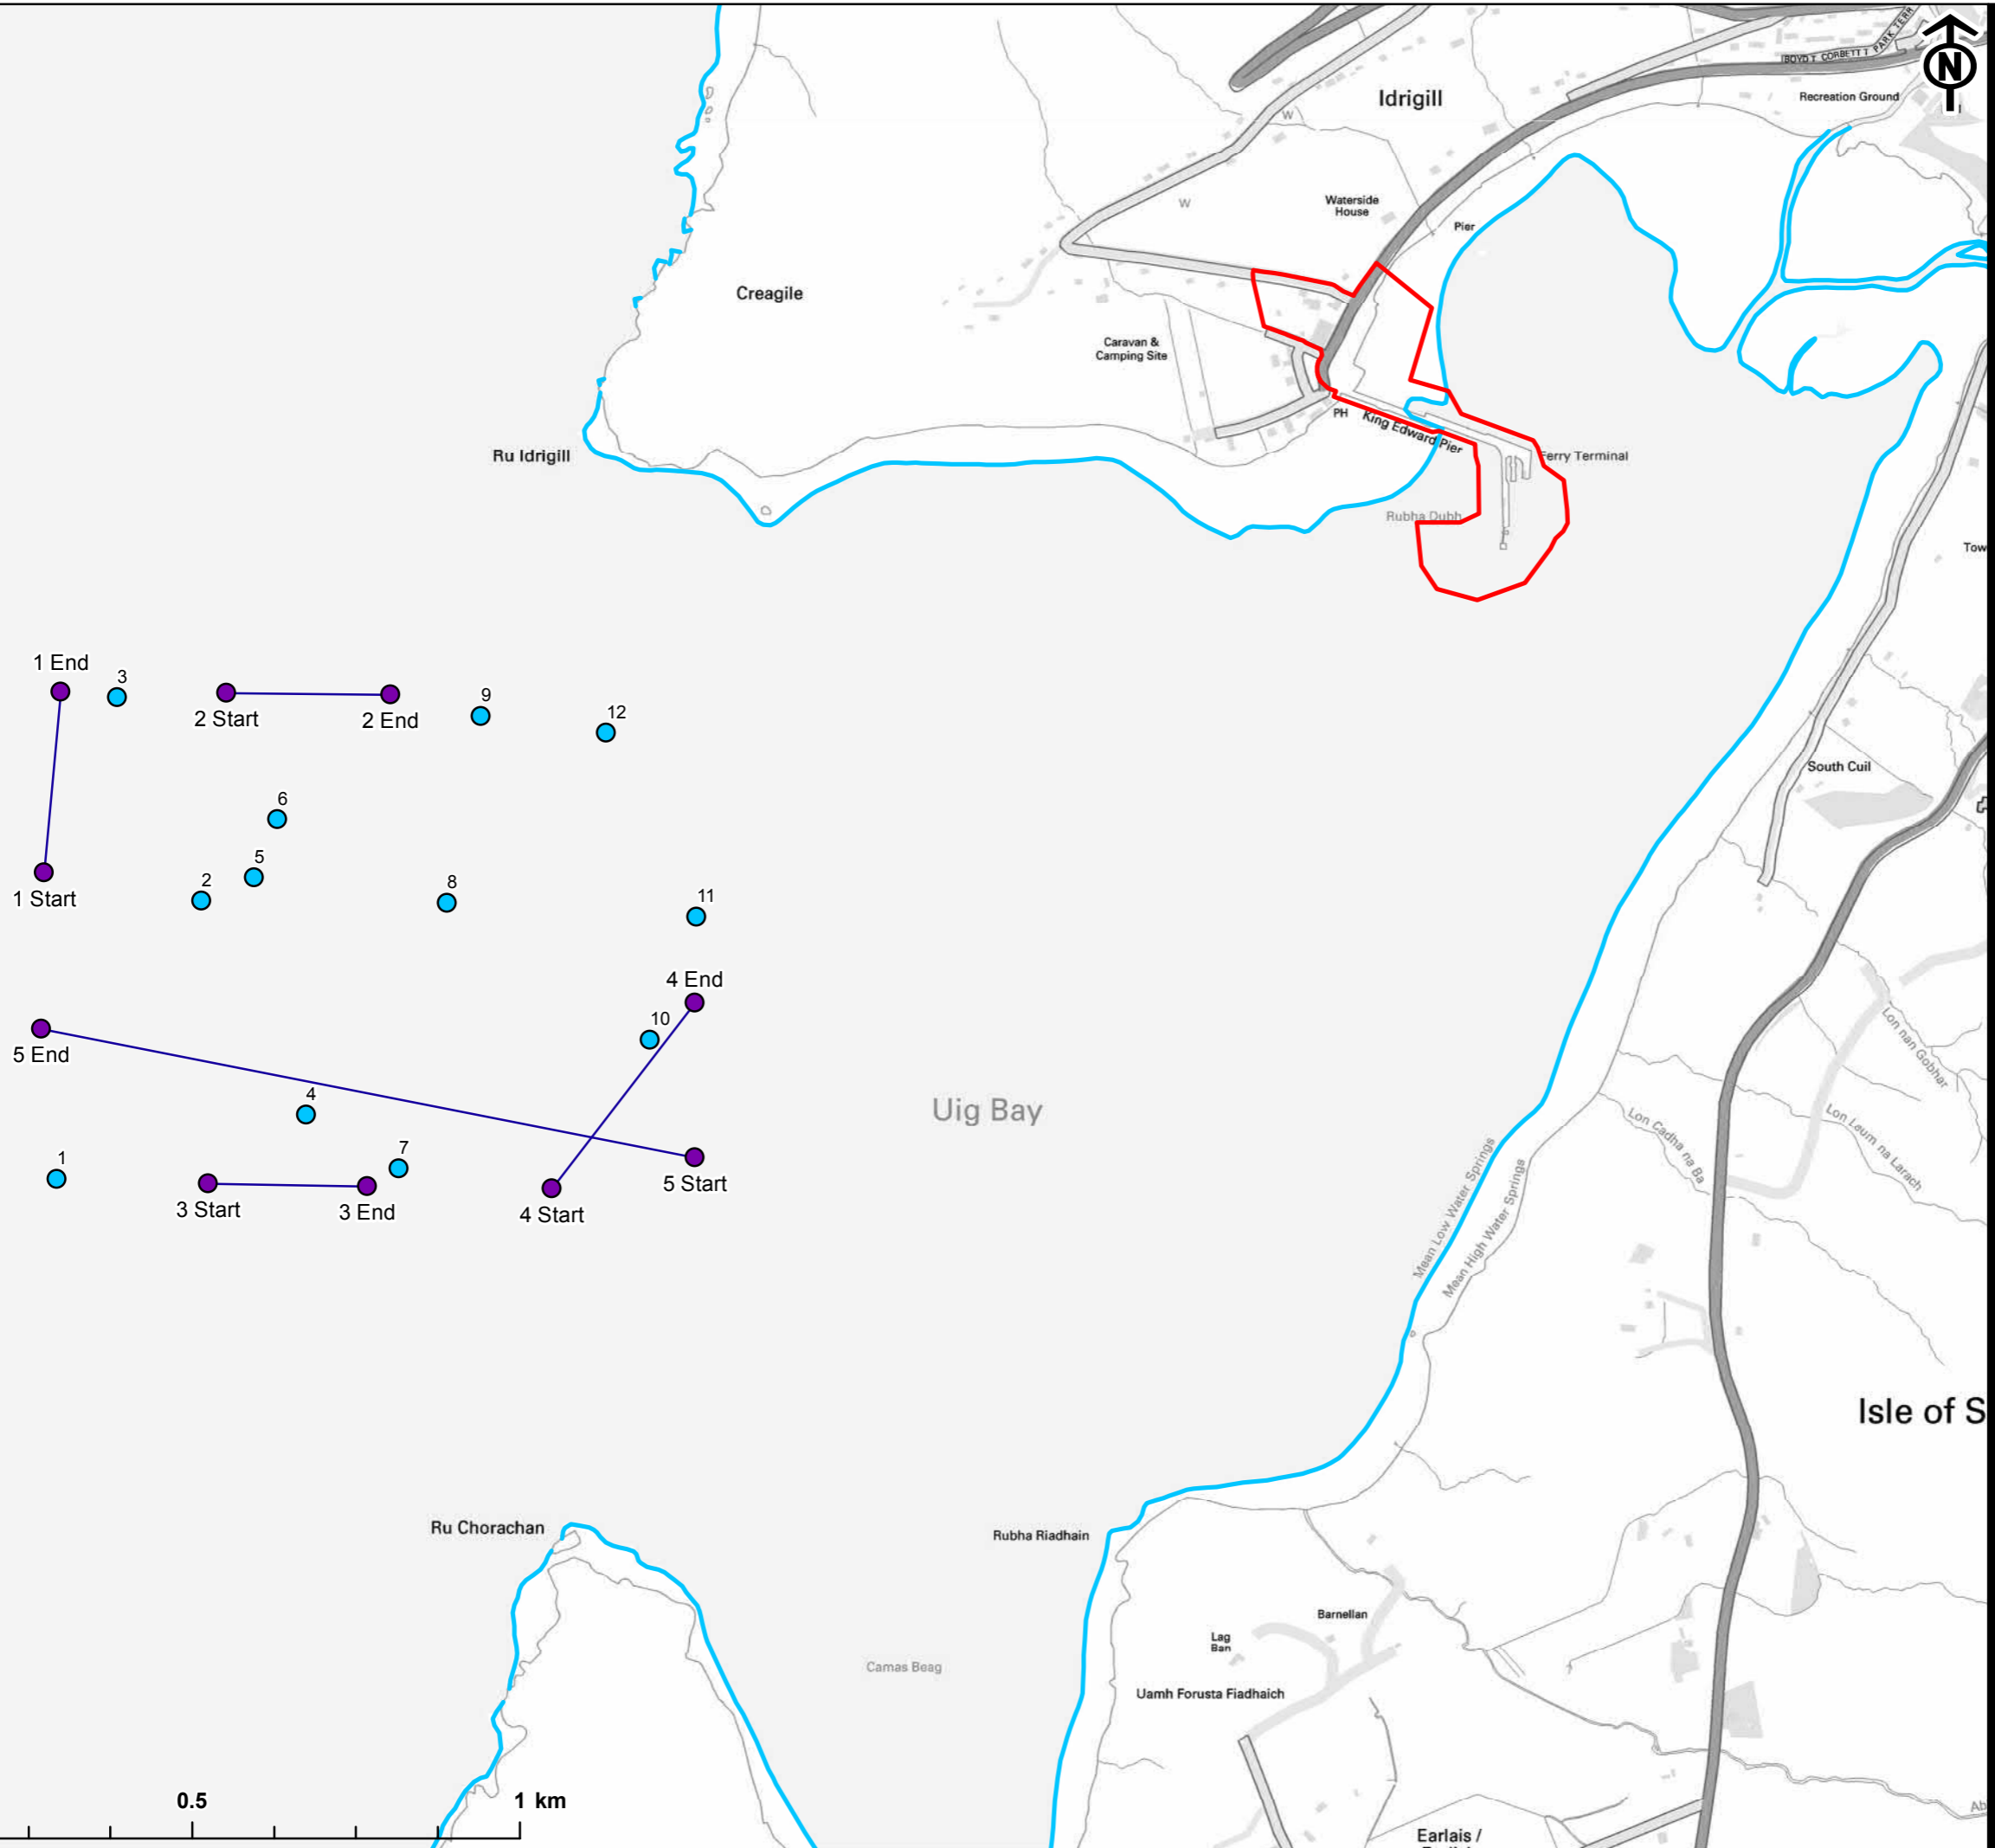 N
BOYD T CORBETT T PARK TERR
Recreation Ground
Idrigill
W
Waterside
House
W
Pier
Creagile
Caravan &
Camping Site
PH
King Edward Pier
Ru Idrigill
Ferry Terminal
Rubha Dubh
Tow
1 End
3
2 Start
2 End
9
12
South Cuil
6
5
2
8
11
1 Start
4 End
10
5 End
Lon nan Gobhar
4
Uig Bay
Lon Cadha na Ba
Lon Leum na Larach
1
7
5 Start
3 Start
3 End
4 Start
Mean Low Water Springs
Mean High Water Springs
Isle of S
Ru Chorachan
Rubha Riadhain
Barnellan
Lag
Ban
Camas Beag
Uamh Forusta Fiadhaich
0.5
1 km
Ab
Earlais /